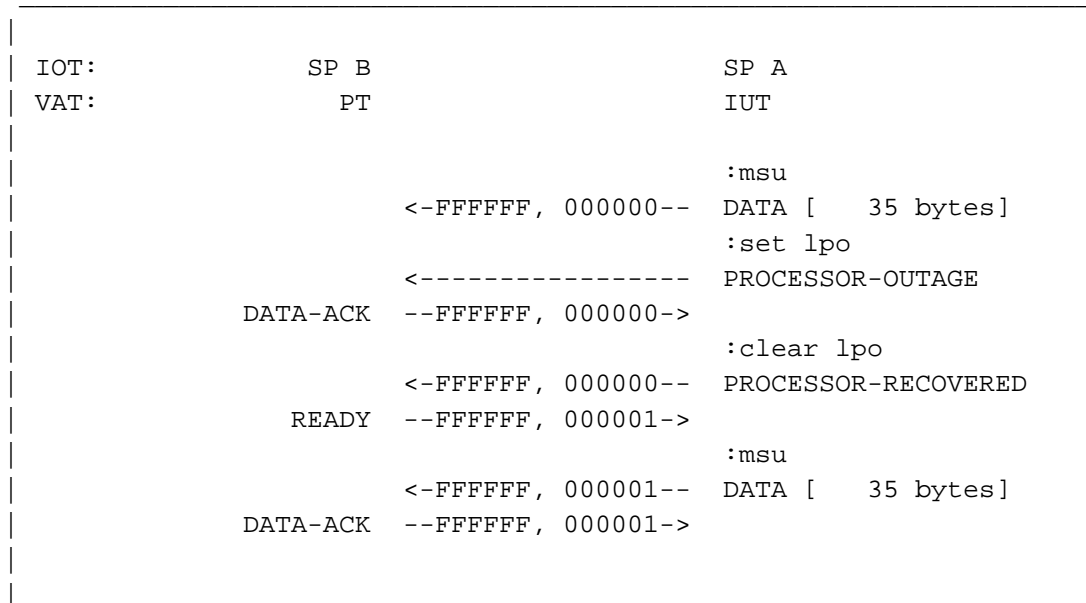 IOT:             SP B                      SP A
VAT:               PT                      IUT
:msu
<-FFFFFF, 000000--  DATA [   35 bytes]
:set lpo
<-----------------  PROCESSOR-OUTAGE
DATA-ACK  --FFFFFF, 000000->
:clear lpo
<-FFFFFF, 000000--  PROCESSOR-RECOVERED
READY  --FFFFFF, 000001->
:msu
<-FFFFFF, 000001--  DATA [   35 bytes]
DATA-ACK  --FFFFFF, 000001->